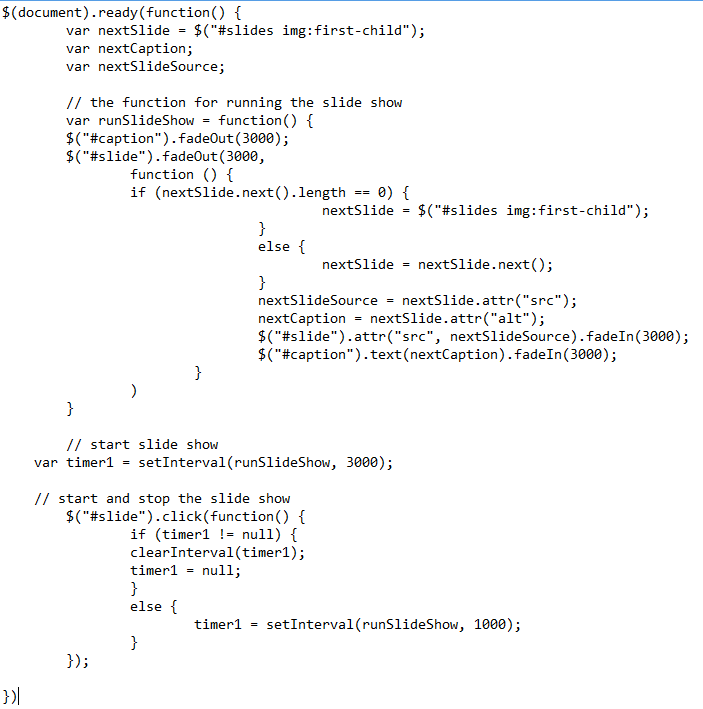 $(document).ready(function() {
        var nextSlide = $("#slides img:first-child");
        var nextCaption;
        var nextSlideSource;

        // the function for running the slide show
        var runSlideShow = function() {
        $("#caption").fadeOut(3000);
        $("#slide").fadeOut(3000,
                function () {
                if (nextSlide.next().length == 0) {
                                        nextSlide = $("#slides img:first-child");
                                }
                                else {
                                        nextSlide = nextSlide.next();
                                }
                                nextSlideSource = nextSlide.attr("src");
                                nextCaption = nextSlide.attr("alt");
                                $("#slide").attr("src", nextSlideSource).fadeIn(3000);
                                $("#caption").text(nextCaption).fadeIn(3000);
                        }
                )
        }

        // start slide show
    var timer1 = setInterval(runSlideShow, 3000);

    // start and stop the slide show
        $("#slide").click(function() {
                if (timer1 != null) {
                clearInterval(timer1);
                timer1 = null;
                }
                else {
                        timer1 = setInterval(runSlideShow, 1000);
                }
        });

})